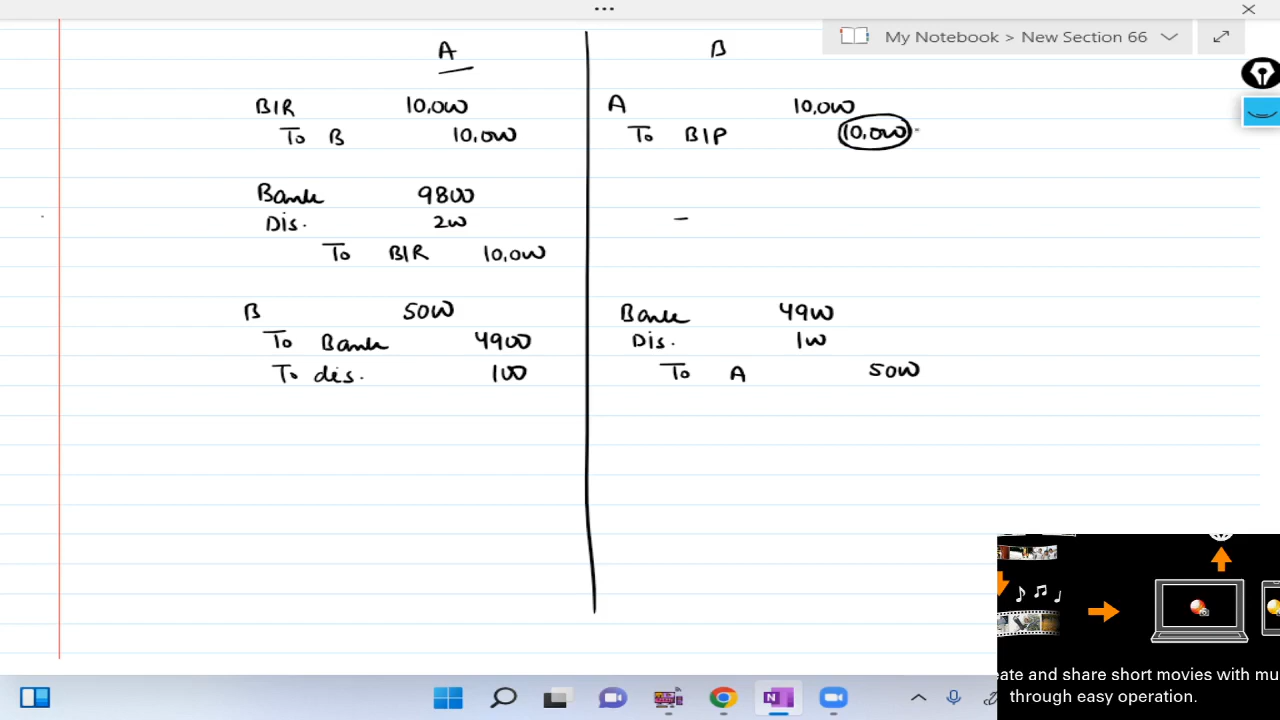 My Notebook > New Section 66
A
B
B/R 10,000
To B 10,000
A 10,000
To B/P 10,000
Bank 9800
Dis. 200
To B/R 10,000
-
B 5000
To Bank 4900
To dis. 100
Bank 4900
Dis. 100
To A 5000
eate and share short movies with mu
through easy operation.